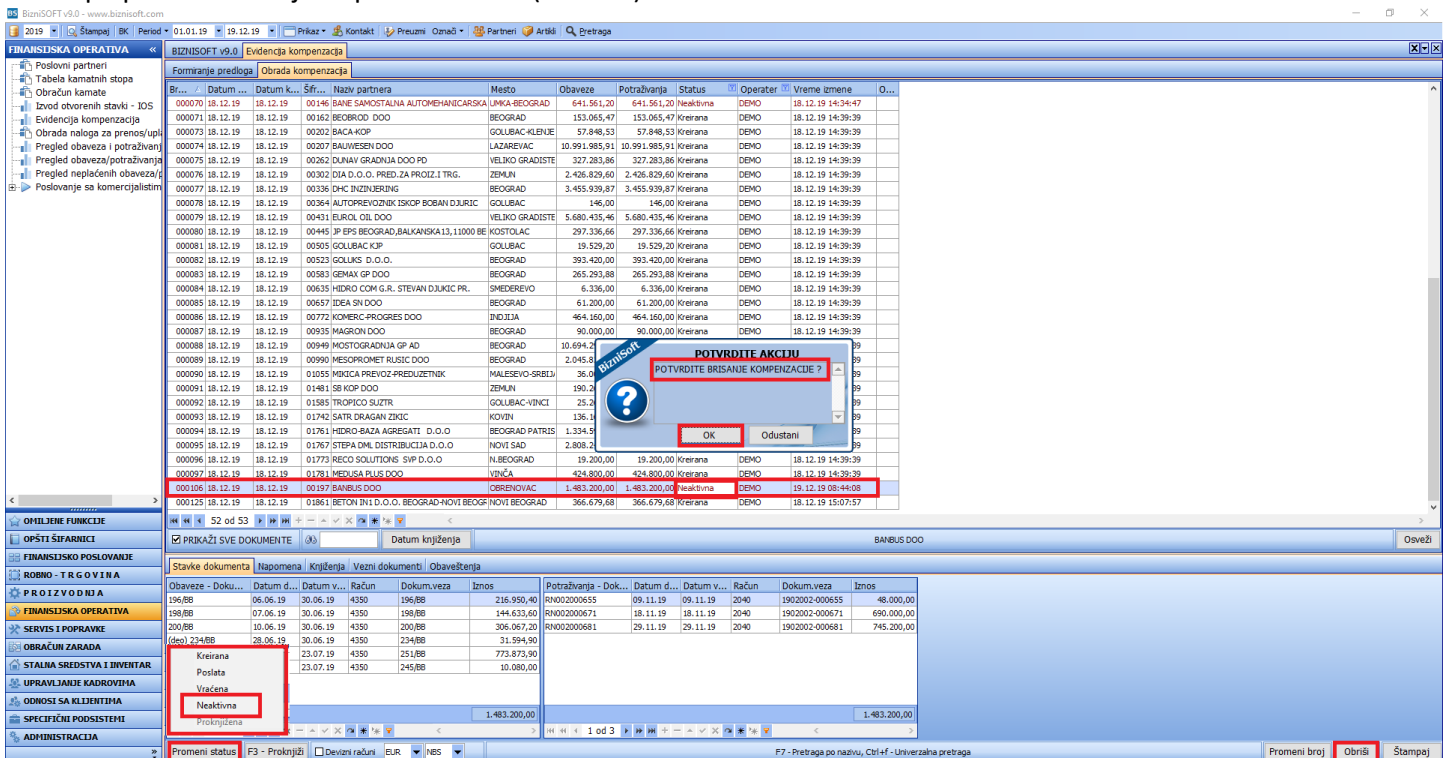 BizniSOFT v9.0 - www.biznisoft.com
2019 Štampaj BK Period 01.01.19 19.12.19 Prikaz Kontakt Preuzmi Označi Partneri Artikli Pretraga
FINANSIJSKA OPERATIVA «
Poslovni partneri
Tabela kamatnih stopa
Obračun kamate
Izvod otvorenih stavki - IOS
Evidencija kompenzacija
Obrada naloga za prenos/upl
Pregled obaveza i potraživanj
Pregled obaveza/potraživanja
Pregled neplaćenih obaveza/p
Poslovanje sa komercijalistim
OMILJENE FUNKCIJE
OPŠTI ŠIFARNICI
FINANSIJSKO POSLOVANJE
ROBNO - T R G O V I N A
P R O I Z V O D NJ A
FINANSIJSKA OPERATIVA
SERVIS I POPRAVKE
OBRAČUN ZARADA
STALNA SREDSTVA I INVENTAR
UPRAVLJANJE KADROVIMA
ODNOSI SA KLIJENTIMA
SPECIFIČNI PODSISTEMI
ADMINISTRACIJA
»
BIZNISOFT v9.0 Evidencija kompenzacija
Formiranje predloga Obrada kompenzacija
Br... Datum ... Datum k... Šifr... Naziv partnera Mesto Obaveze Potraživanja Status Operater Vreme izmene O...
000070 18.12.19 18.12.19 00146 BANE SAMOSTALNA AUTOMEHANICARSKA UMKA-BEOGRAD 641.561,20 641.561,20 Neaktivna DEMO 18.12.19 14:34:47
000071 18.12.19 18.12.19 00162 BEOBROD DOO BEOGRAD 153.065,47 153.065,47 Kreirana DEMO 18.12.19 14:39:39
000073 18.12.19 18.12.19 00202 BACA-KOP GOLUBAC-KLENJE 57.848,53 57.848,53 Kreirana DEMO 18.12.19 14:39:39
000074 18.12.19 18.12.19 00207 BAUWESEN DOO LAZAREVAC 10.991.985,91 10.991.985,91 Kreirana DEMO 18.12.19 14:39:39
000075 18.12.19 18.12.19 00262 DUNAV GRADNJA DOO PD VELIKO GRADISTE 327.283,86 327.283,86 Kreirana DEMO 18.12.19 14:39:39
000076 18.12.19 18.12.19 00302 DIA D.O.O. PRED.ZA PROIZ.I TRG. ZEMUN 2.426.829,60 2.426.829,60 Kreirana DEMO 18.12.19 14:39:39
000077 18.12.19 18.12.19 00336 DHC INZINJERING BEOGRAD 3.455.939,87 3.455.939,87 Kreirana DEMO 18.12.19 14:39:39
000078 18.12.19 18.12.19 00364 AUTOPREVOZNIK ISKOP BOBAN DJURIC GOLUBAC 146,00 146,00 Kreirana DEMO 18.12.19 14:39:39
000079 18.12.19 18.12.19 00431 EUROL OIL DOO VELIKO GRADISTE 5.680.435,46 5.680.435,46 Kreirana DEMO 18.12.19 14:39:39
000080 18.12.19 18.12.19 00445 JP EPS BEOGRAD,BALKANSKA13,11000 BE KOSTOLAC 297.336,66 297.336,66 Kreirana DEMO 18.12.19 14:39:39
000081 18.12.19 18.12.19 00505 GOLUBAC KJP GOLUBAC 19.529,20 19.529,20 Kreirana DEMO 18.12.19 14:39:39
000082 18.12.19 18.12.19 00523 GOLUKS D.O.O. BEOGRAD 393.420,00 393.420,00 Kreirana DEMO 18.12.19 14:39:39
000083 18.12.19 18.12.19 00583 GEMAX GP DOO BEOGRAD 265.293,88 265.293,88 Kreirana DEMO 18.12.19 14:39:39
000084 18.12.19 18.12.19 00635 HIDRO COM G.R. STEVAN DJUKIC PR. SMEDEREVO 6.336,00 6.336,00 Kreirana DEMO 18.12.19 14:39:39
000085 18.12.19 18.12.19 00657 IDEA SN DOO BEOGRAD 61.200,00 61.200,00 Kreirana DEMO 18.12.19 14:39:39
000086 18.12.19 18.12.19 00772 KOMERC-PROGRES DOO INDJIJA 464.160,00 464.160,00 Kreirana DEMO 18.12.19 14:39:39
000087 18.12.19 18.12.19 00935 MAGRON DOO BEOGRAD 90.000,00 90.000,00 Kreirana DEMO 18.12.19 14:39:39
000088 18.12.19 18.12.19 00949 MOSTOGRADNJA GP AD BEOGRAD 10.694.2 39
000089 18.12.19 18.12.19 00990 MESOPROMET RUSIC DOO BEOGRAD 2.045.8 39
000090 18.12.19 18.12.19 01055 MIKICA PREVOZ-PREDUZETNIK MALESEVO-SRBIJ 36.0 39
000091 18.12.19 18.12.19 01481 SB KOP DOO ZEMUN 190.2 39
000092 18.12.19 18.12.19 01585 TROPICO SUZTR GOLUBAC-VINCI 25.2 39
000093 18.12.19 18.12.19 01742 SATR DRAGAN ZIKIC KOVIN 136.1 39
000094 18.12.19 18.12.19 01761 HIDRO-BAZA AGREGATI D.O.O BEOGRAD PATRIS 1.334.5 39
000095 18.12.19 18.12.19 01767 STEPA DML DISTRIBUCIJA D.O.O NOVI SAD 2.808.2 39
000096 18.12.19 18.12.19 01773 RECO SOLUTIONS SVP D.O.O N.BEOGRAD 19.200,00 19.200,00 Kreirana DEMO 18.12.19 14:39:39
000097 18.12.19 18.12.19 01781 MEDUSA PLUS DOO VINČA 424.800,00 424.800,00 Kreirana DEMO 18.12.19 14:39:39
000106 18.12.19 18.12.19 00197 BANBUS DOO OBRENOVAC 1.483.200,00 1.483.200,00 Neaktivna DEMO 19.12.19 08:44:08
000125 18.12.19 18.12.19 01861 BETON IN1 D.O.O. BEOGRAD-NOVI BEOGF NOVI BEOGRAD 366.679,68 366.679,68 Kreirana DEMO 18.12.19 15:07:57
BizniSoft
POTVRDITE AKCIJU
POTVRDITE BRISANJE KOMPENZACIJE ?
OK Odustani
52 od 53
PRIKAŽI SVE DOKUMENTE Datum knjiženja BANBUS DOO Osveži
Stavke dokumenta Napomena Knjiženja Vezni dokumenti Obaveštenja
Obaveze - Doku... Datum d... Datum v... Račun Dokum.veza Iznos Potraživanja - Dok... Datum d... Datum v... Račun Dokum.veza Iznos
196/BB 06.06.19 30.06.19 4350 196/BB 216.950,40 RN002000655 09.11.19 09.11.19 2040 1902002-000655 48.000,00
198/BB 07.06.19 30.06.19 4350 198/BB 144.633,60 RN002000671 18.11.19 18.11.19 2040 1902002-000671 690.000,00
200/BB 10.06.19 30.06.19 4350 200/BB 306.067,20 RN002000681 29.11.19 29.11.19 2040 1902002-000681 745.200,00
(deo) 234/BB 28.06.19 30.06.19 4350 234/BB 31.594,90
23.07.19 4350 251/BB 773.873,90
23.07.19 4350 245/BB 10.080,00
Kreirana
Poslata
Vraćena
Neaktivna
Proknjižena
1.483.200,00 1.483.200,00
1 od 3
Promeni status F3 - Proknjiži Devizni računi EUR NBS F7 - Pretraga po nazivu, Ctrl+f - Univerzalna pretraga Promeni broj Obriši Štampaj